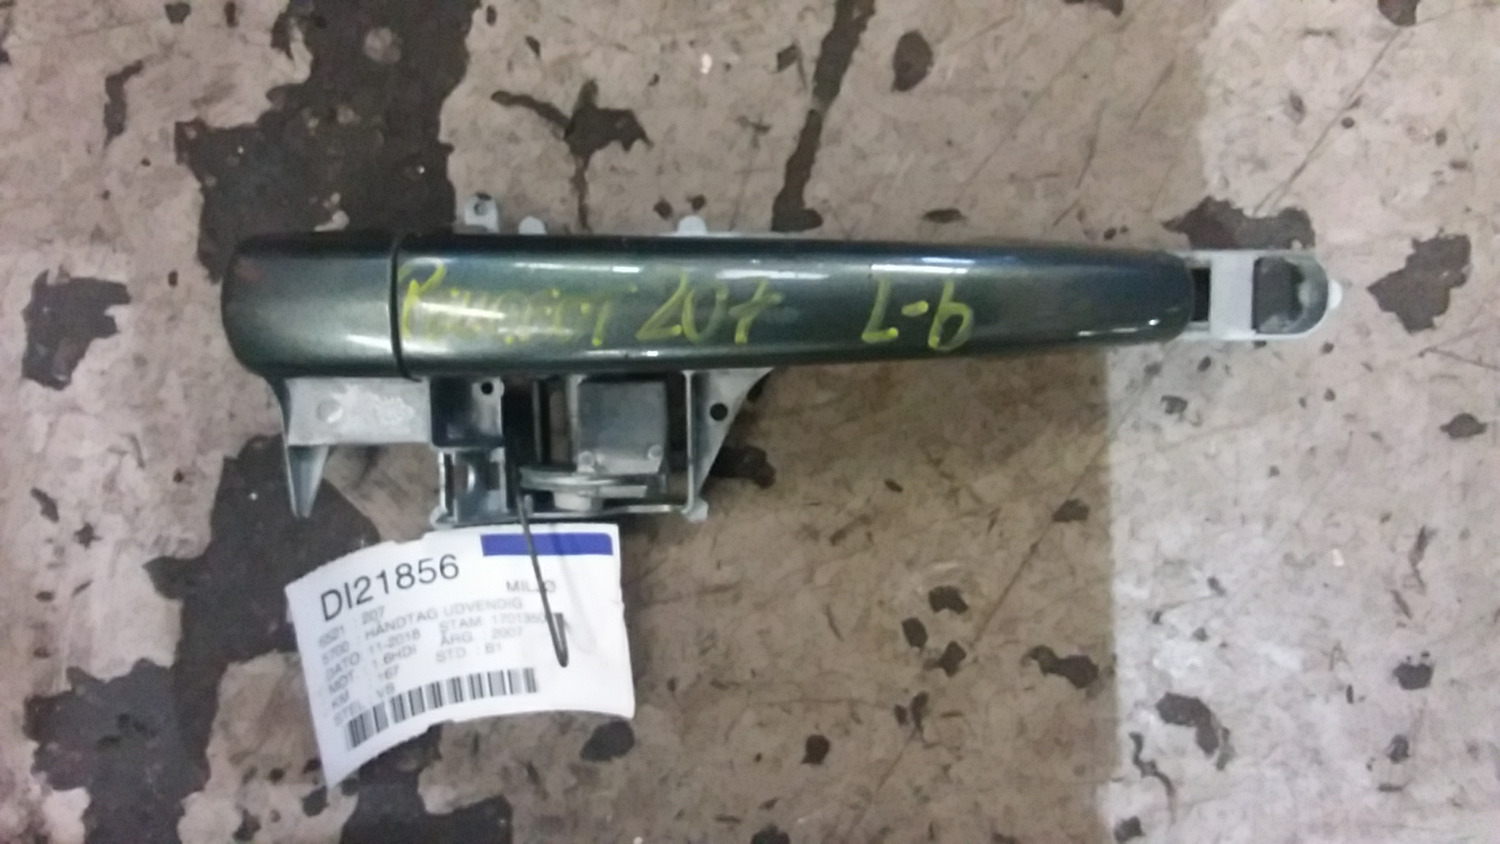 PEUGEOT 207 L-9
DI21856
MILJØ
6521 : 207
5700 : HÅNDTAG UDVENDIG
DATO : 11-2018 STAM : 1701350
MOT : 1.6HDI ÅRG : 2007
KM : 167 STD : B1
STEL : VS